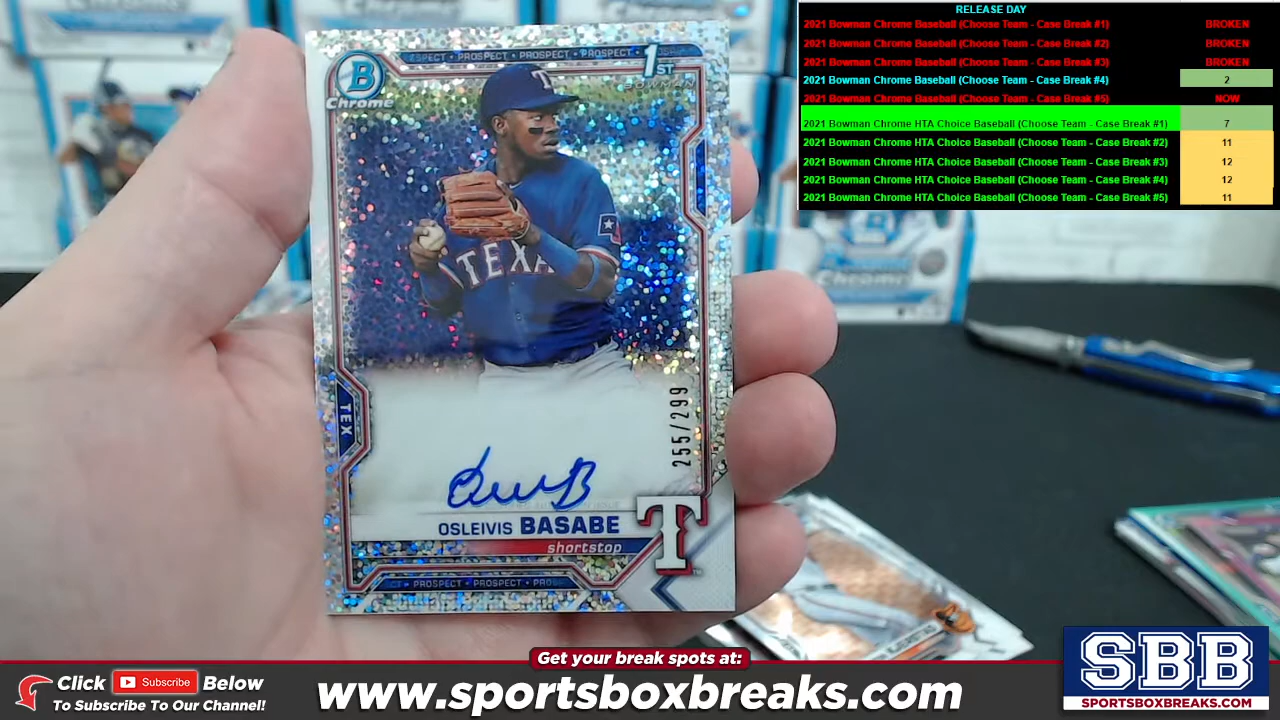 RELEASE DAY
2021 Bowman Chrome Baseball (Choose Team - Case Break #1) BROKEN
2021 Bowman Chrome Baseball (Choose Team - Case Break #2) BROKEN
2021 Bowman Chrome Baseball (Choose Team - Case Break #3) BROKEN
2021 Bowman Chrome Baseball (Choose Team - Case Break #4) 2
2021 Bowman Chrome Baseball (Choose Team - Case Break #5) NOW
2021 Bowman Chrome HTA Choice Baseball (Choose Team - Case Break #1) 7
2021 Bowman Chrome HTA Choice Baseball (Choose Team - Case Break #2) 11
2021 Bowman Chrome HTA Choice Baseball (Choose Team - Case Break #3) 12
2021 Bowman Chrome HTA Choice Baseball (Choose Team - Case Break #4) 12
2021 Bowman Chrome HTA Choice Baseball (Choose Team - Case Break #5) 11
PROSPECT • PROSPECT • PROSPECT
1ST
BOWMAN
B
Chrome
T
TEXA
TEX
255/299
OSLEIVIS BASABE
shortstop
T
PROSPECT • PROSPECT
Chrome
Get your break spots at:
Click Subscribe Below
To Subscribe To Our Channel!
www.sportsboxbreaks.com
SBB
SPORTSBOXBREAKS.COM